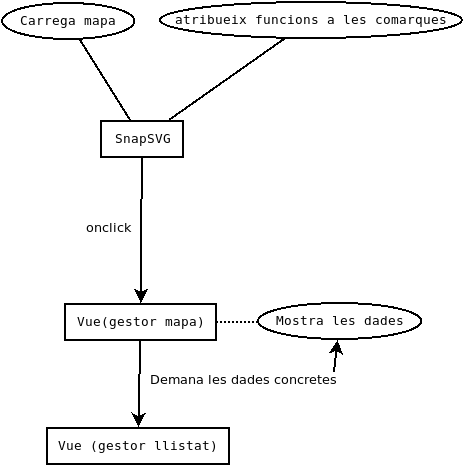 Carrega mapa
atribueix funcions a les comarques
SnapSVG
onclick
Vue(gestor mapa)
Mostra les dades
Demana les dades concretes
Vue (gestor llistat)